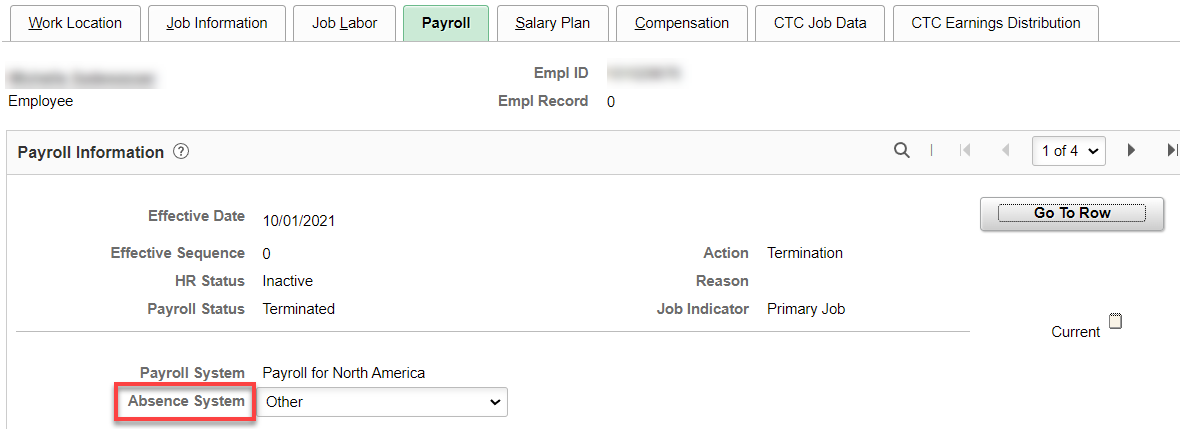 Work Location Job Information Job Labor Payroll Salary Plan Compensation CTC Job Data CTC Earnings Distribution
Empl ID
Employee Empl Record 0
Payroll Information ? 1 of 4
Effective Date 10/01/2021 Go To Row
Effective Sequence 0 Action Termination
HR Status Inactive Reason
Payroll Status Terminated Job Indicator Primary Job
Current
Payroll System Payroll for North America
Absence System Other